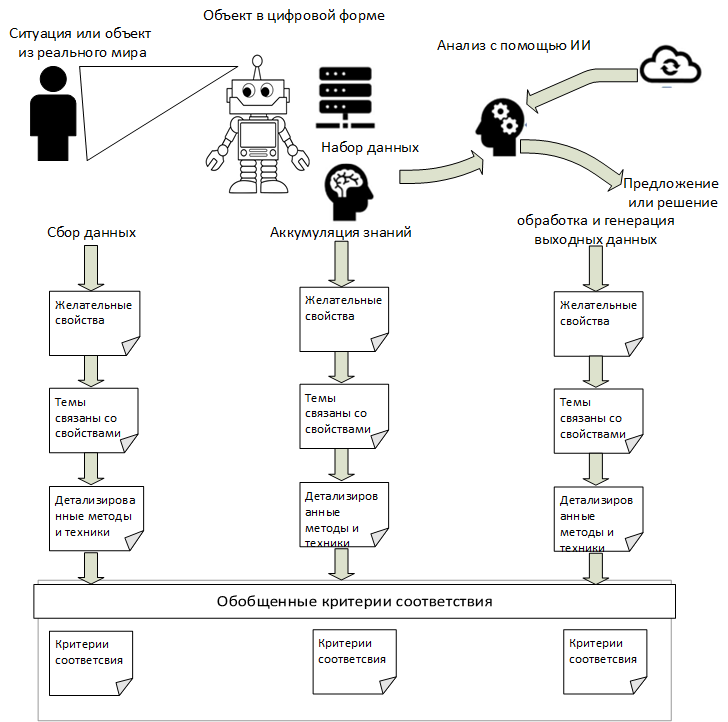 Объект в цифровой форме
Ситуация или объект
из реального мира
Анализ с помощью ИИ
Набор данных
Предложение
или решение
Сбор данных
Аккумуляция знаний
обработка и генерация
выходных данных
Желательные
свойства
Желательные
свойства
Желательные
свойства
Темы
связаны со
свойствами
Темы
связаны со
свойствами
Темы
связаны со
свойствами
Детализирова
нные методы
и техники
Детализиров
анные
методы и
техники
Детализиров
анные
методы и
техники
Обобщенные критерии соответствия
Критерии
соответсвия
Критерии
соответсвия
Критерии
соответсвия